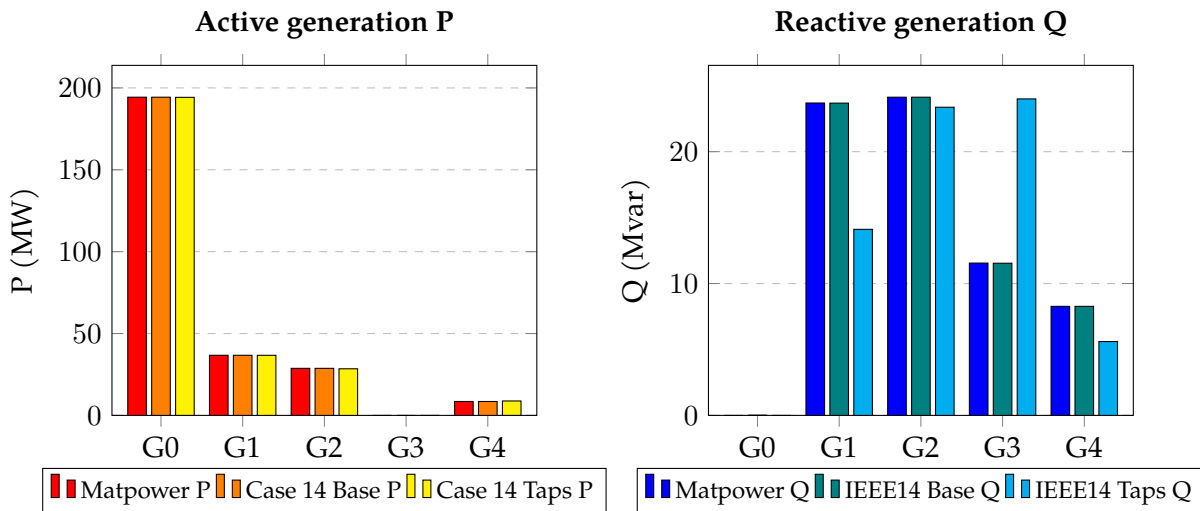 Active generation P
P (MW)
200
150
100
50
0
G0 G1 G2 G3 G4
Matpower P Case 14 Base P Case 14 Taps P
Reactive generation Q
Q (Mvar)
20
10
0
G0 G1 G2 G3 G4
Matpower Q IEEE14 Base Q IEEE14 Taps Q